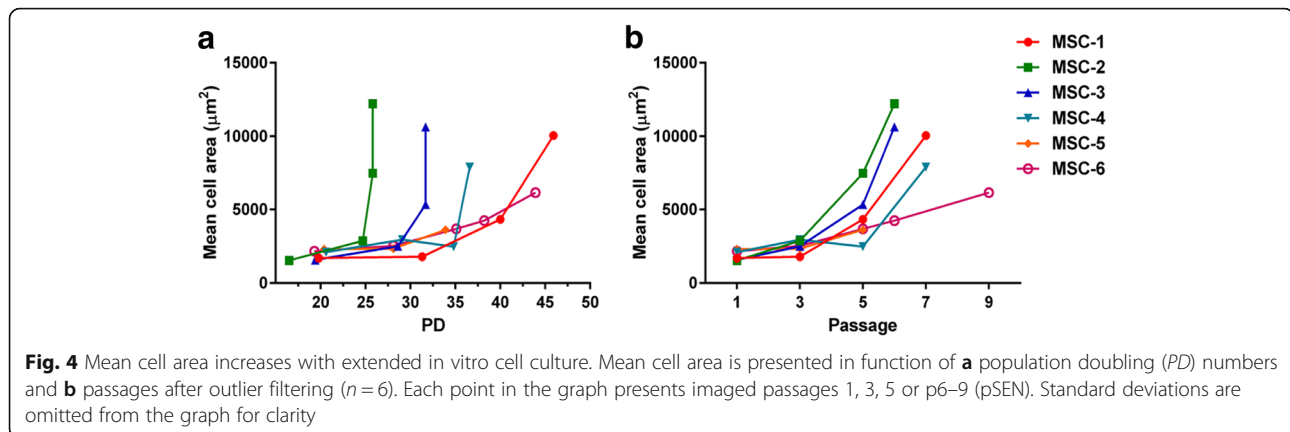 a
b
Mean cell area (μm²)
15000
10000
5000
0
20 25 30 35 40 45 50
PD
Mean cell area (μm²)
15000
10000
5000
0
1 3 5 7 9
Passage
MSC-1
MSC-2
MSC-3
MSC-4
MSC-5
MSC-6
Fig. 4 Mean cell area increases with extended in vitro cell culture. Mean cell area is presented in function of a population doubling (PD) numbers
and b passages after outlier filtering (n = 6). Each point in the graph presents imaged passages 1, 3, 5 or p6–9 (pSEN). Standard deviations are
omitted from the graph for clarity